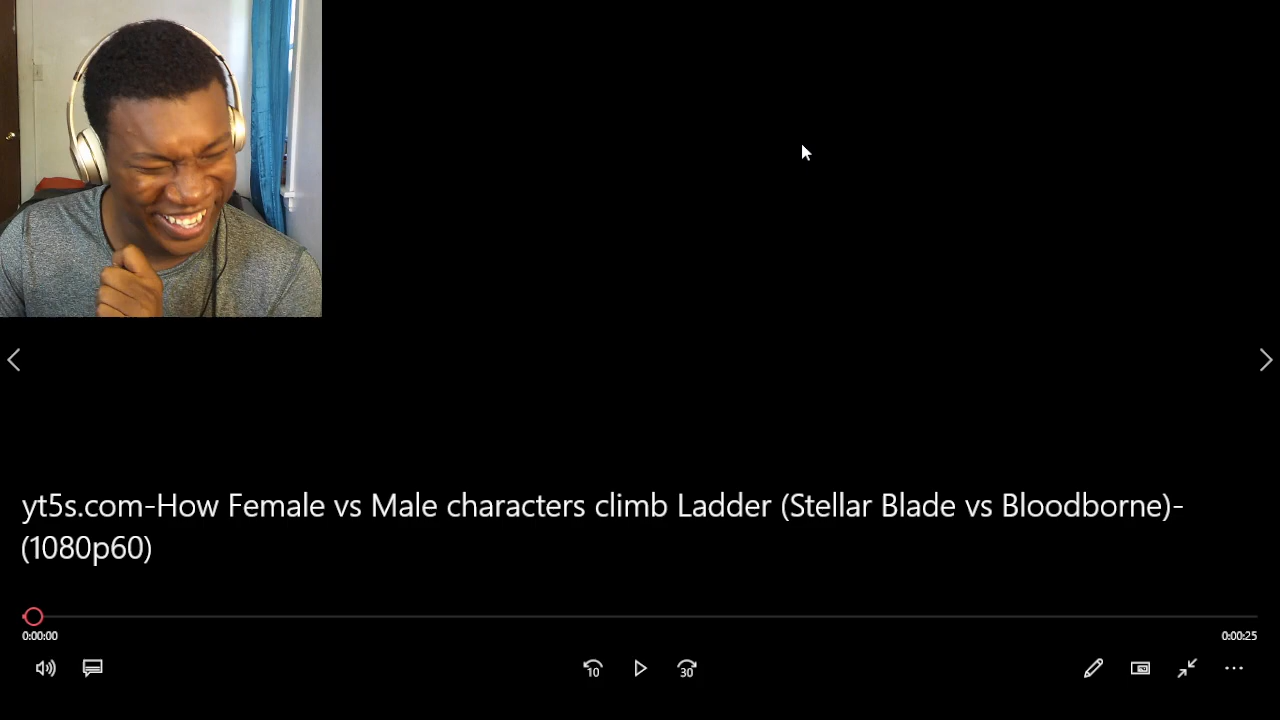 yt5s.com-How Female vs Male characters climb Ladder (Stellar Blade vs Bloodborne)-
(1080p60)
0:00:00
0:00:25
10
30